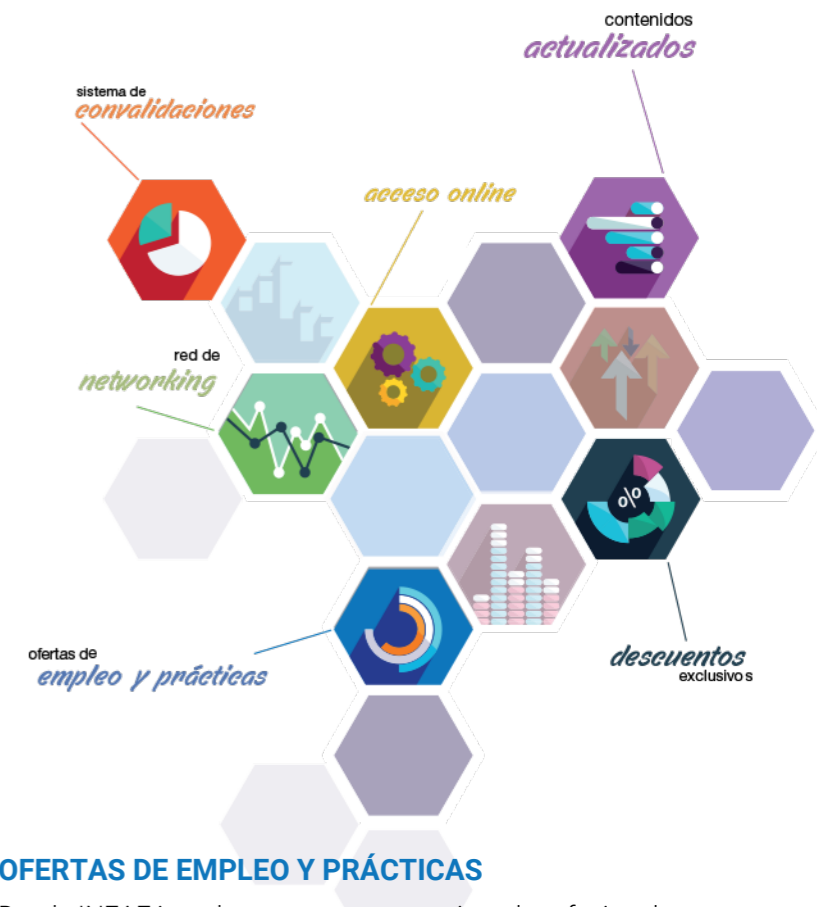 contenidos
actualizados
sistema de
convalidaciones
acceso online
red de
networking
%
ofertas de
empleo y prácticas
descuentos
exclusivos
OFERTAS DE EMPLEO Y PRÁCTICAS